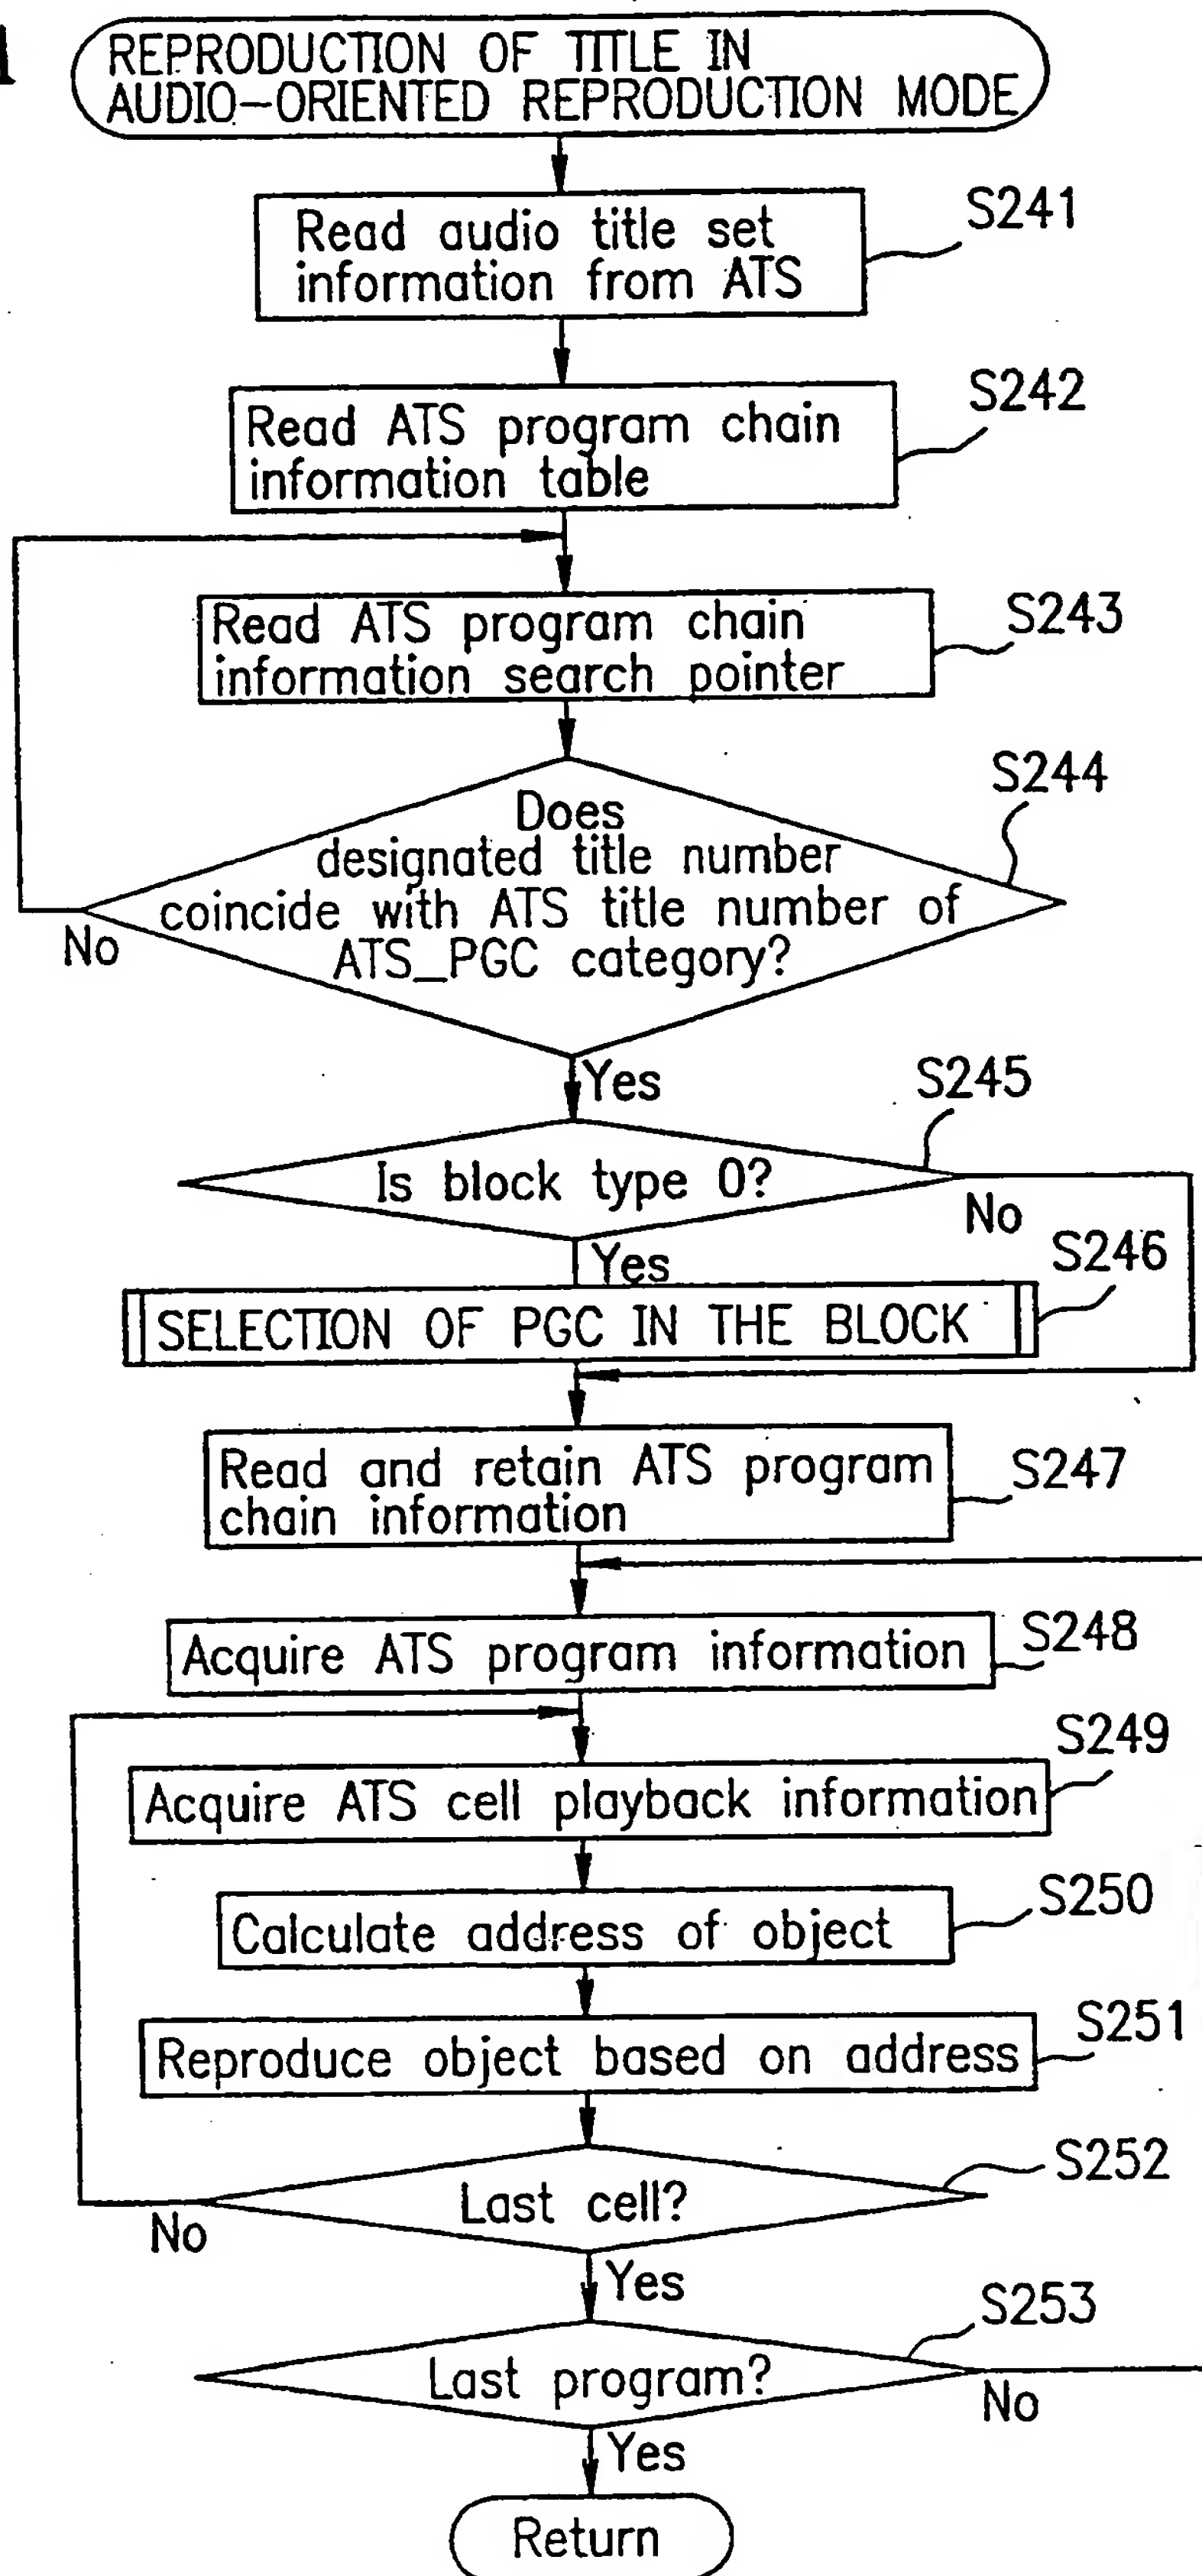 REPRODUCTION OF TITLE IN
AUDIO-ORIENTED REPRODUCTION MODE
S241
Read audio title set
information from ATS
S242
Read ATS program chain
information table
S243
Read ATS program chain
information search pointer
S244
Does
designated title number
coincide with ATS title number of
ATS_PGC category?
No
Yes
S245
Is block type 0?
No
Yes
S246
SELECTION OF PGC IN THE BLOCK
S247
Read and retain ATS program
chain information
S248
Acquire ATS program information
S249
Acquire ATS cell playback information
S250
Calculate address of object
S251
Reproduce object based on address
S252
Last cell?
No
Yes
S253
Last program?
No
Yes
Return